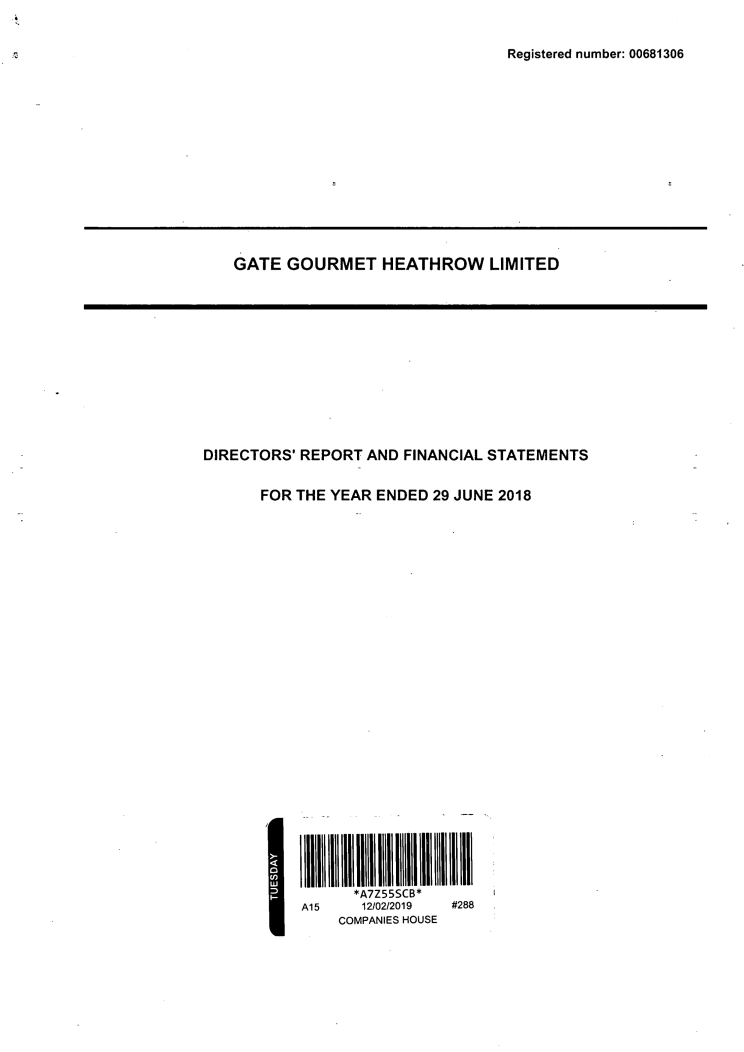 Registered number: 00681306
GATE GOURMET HEATHROW LIMITED
DIRECTORS' REPORT AND FINANCIAL STATEMENTS
FOR THE YEAR ENDED 29 JUNE 2018
TUESDAY
*A7Z55SCB*
A15 12/02/2019 #288
COMPANIES HOUSE